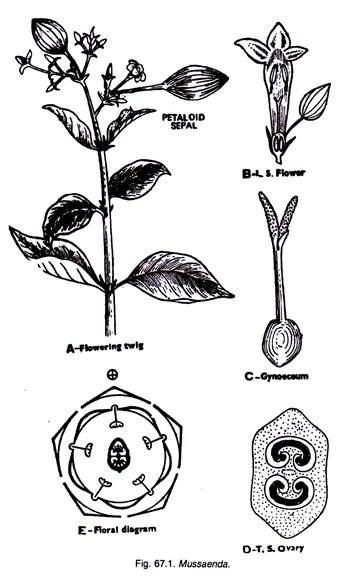 PETALOID
SEPAL
B-L. S. Flower
A-Flowering twig
C-Gynoeceum
E-Floral diagram
D-T. S. Ovary
Fig. 67.1. Mussaenda.